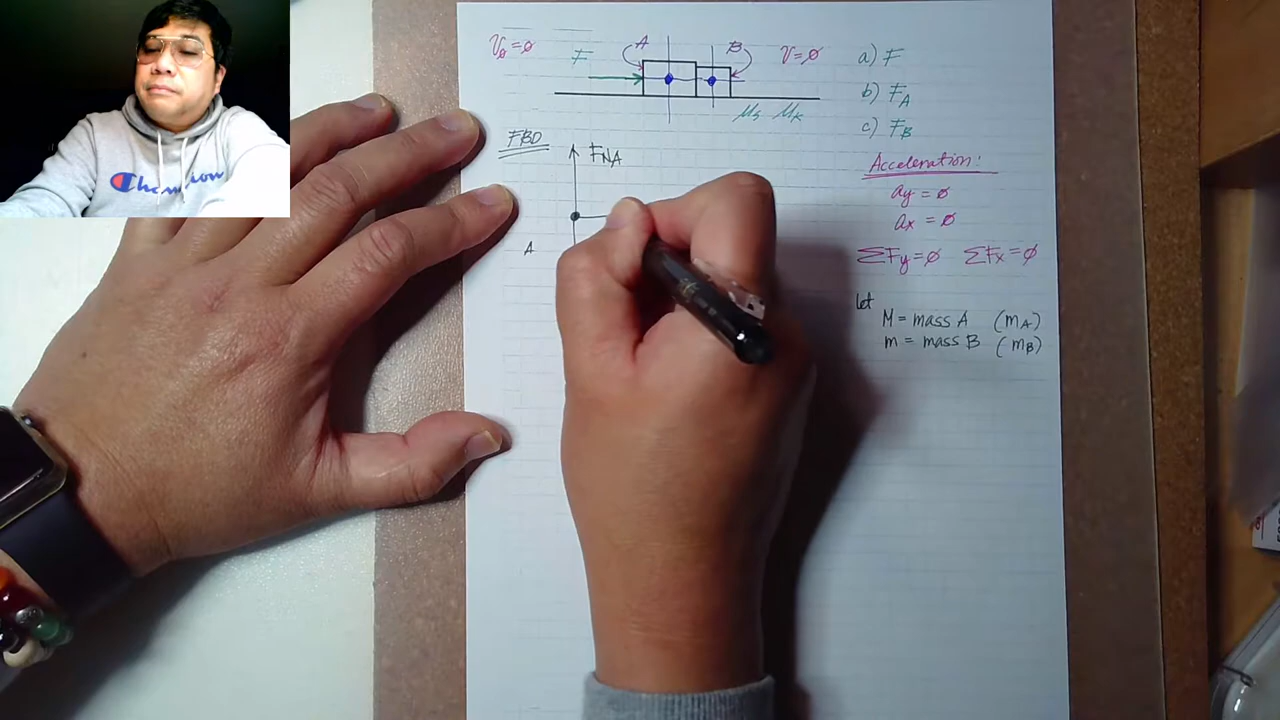 Champion
V₀=0
F
A
B
V=0
μs μk
a) F
b) FA
c) FB
FBD
FNA
A
Acceleration:
ay = 0
ax = 0
ΣFy=0 ΣFx=0
let
M = mass A (mA)
m = mass B (mB)